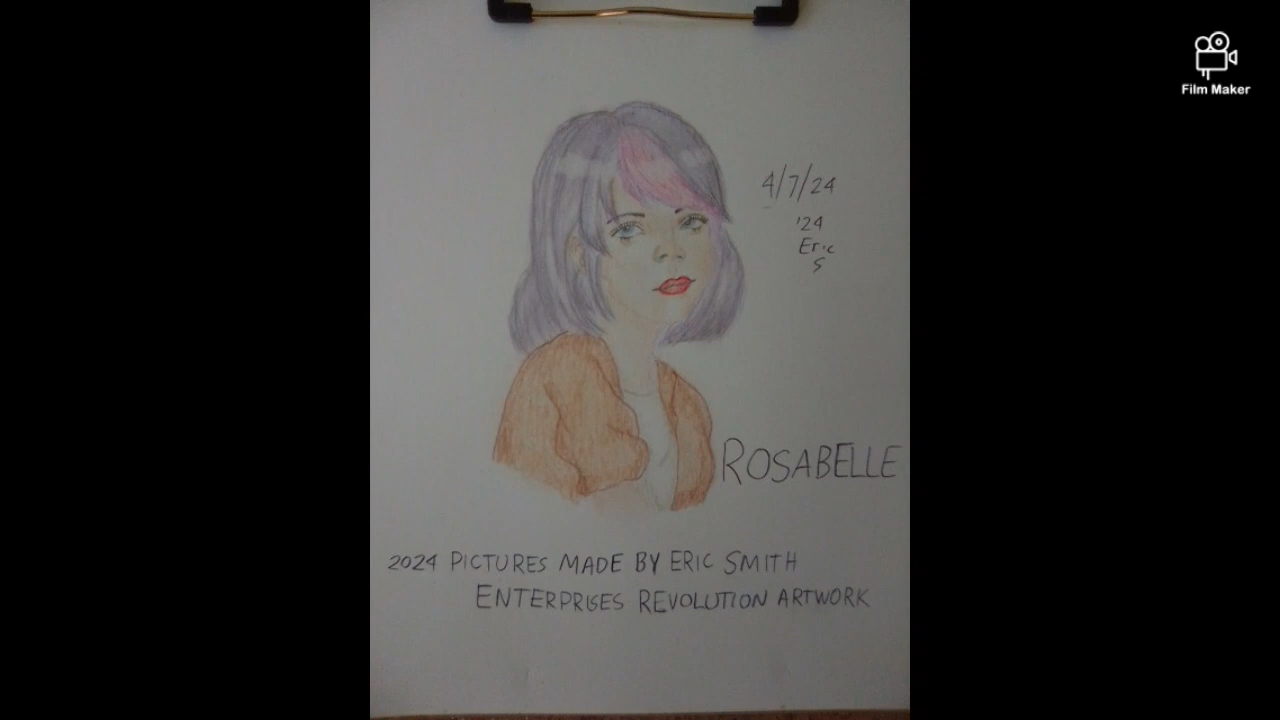 Film Maker
4/7/24
'24
Eric
S
ROSABELLE
2024 PICTURES MADE BY ERIC SMITH
ENTERPRISES REVOLUTION ARTWORK